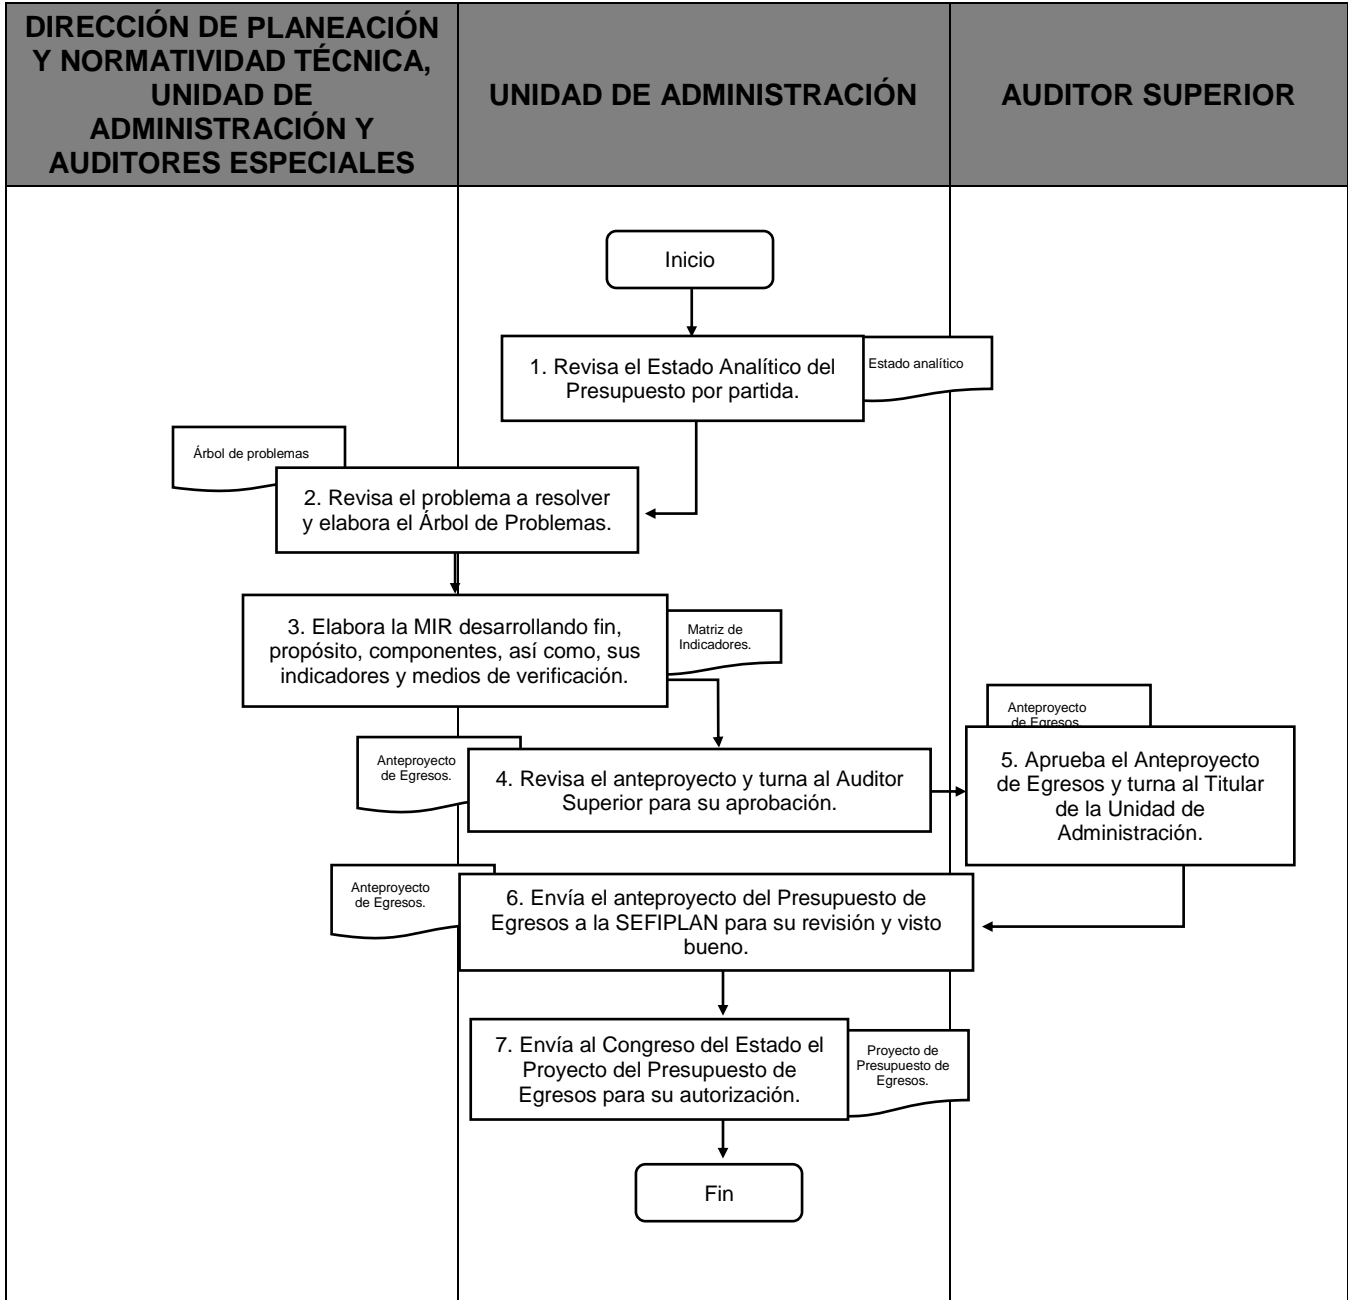 DIRECCIÓN DE PLANEACIÓN
Y NORMATIVIDAD TÉCNICA,
UNIDAD DE
ADMINISTRACIÓN Y
AUDITORES ESPECIALES
UNIDAD DE ADMINISTRACIÓN
AUDITOR SUPERIOR
Inicio
1. Revisa el Estado Analítico del
Presupuesto por partida.
Estado analítico
Árbol de problemas
2. Revisa el problema a resolver
y elabora el Árbol de Problemas.
3. Elabora la MIR desarrollando fin,
propósito, componentes, así como, sus
indicadores y medios de verificación.
Matriz de
Indicadores.
Anteproyecto
de Egresos.
4. Revisa el anteproyecto y turna al Auditor
Superior para su aprobación.
Anteproyecto
de Egresos.
5. Aprueba el Anteproyecto
de Egresos y turna al Titular
de la Unidad de
Administración.
Anteproyecto
de Egresos.
6. Envía el anteproyecto del Presupuesto de
Egresos a la SEFIPLAN para su revisión y visto
bueno.
7. Envía al Congreso del Estado el
Proyecto del Presupuesto de
Egresos para su autorización.
Proyecto de
Presupuesto de
Egresos.
Fin